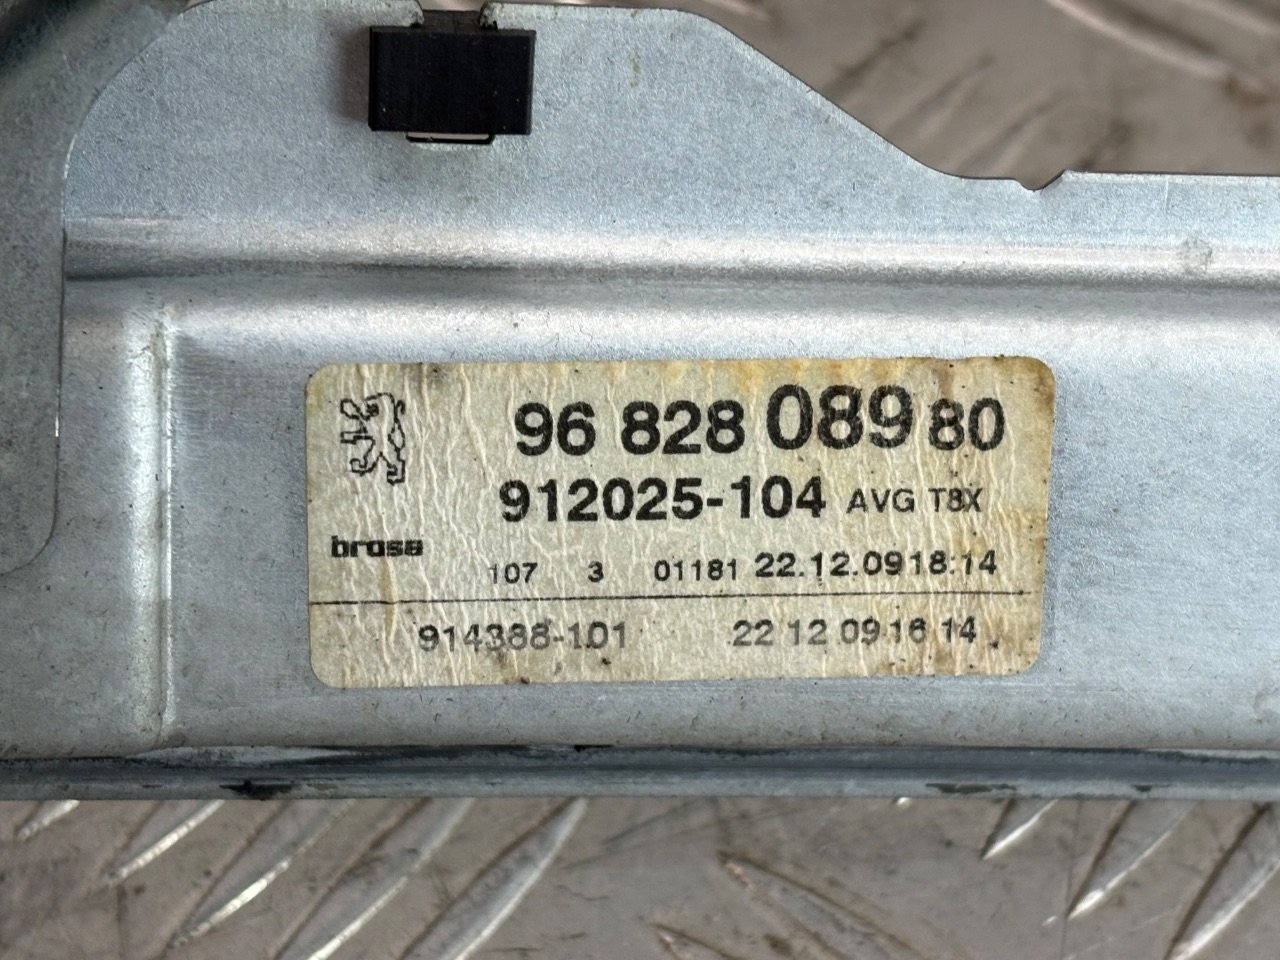 96 828 089 80
912025-104 AVG T8X
brose
107 3 01181 22.12.09 18:14
914388-101 22 12 09 16 14